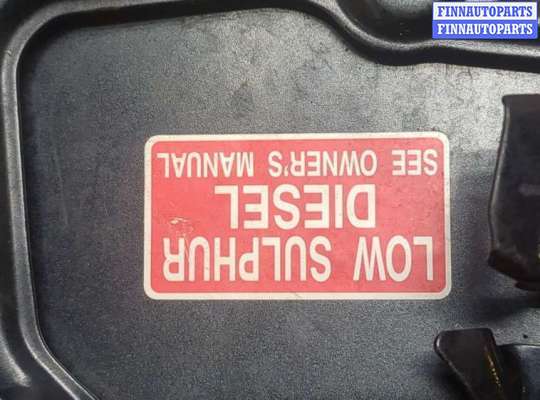 FINNAUTOPARTS
FINNAUTOPARTS
LOW SULPHUR
DIESEL
SEE OWNER'S MANUAL